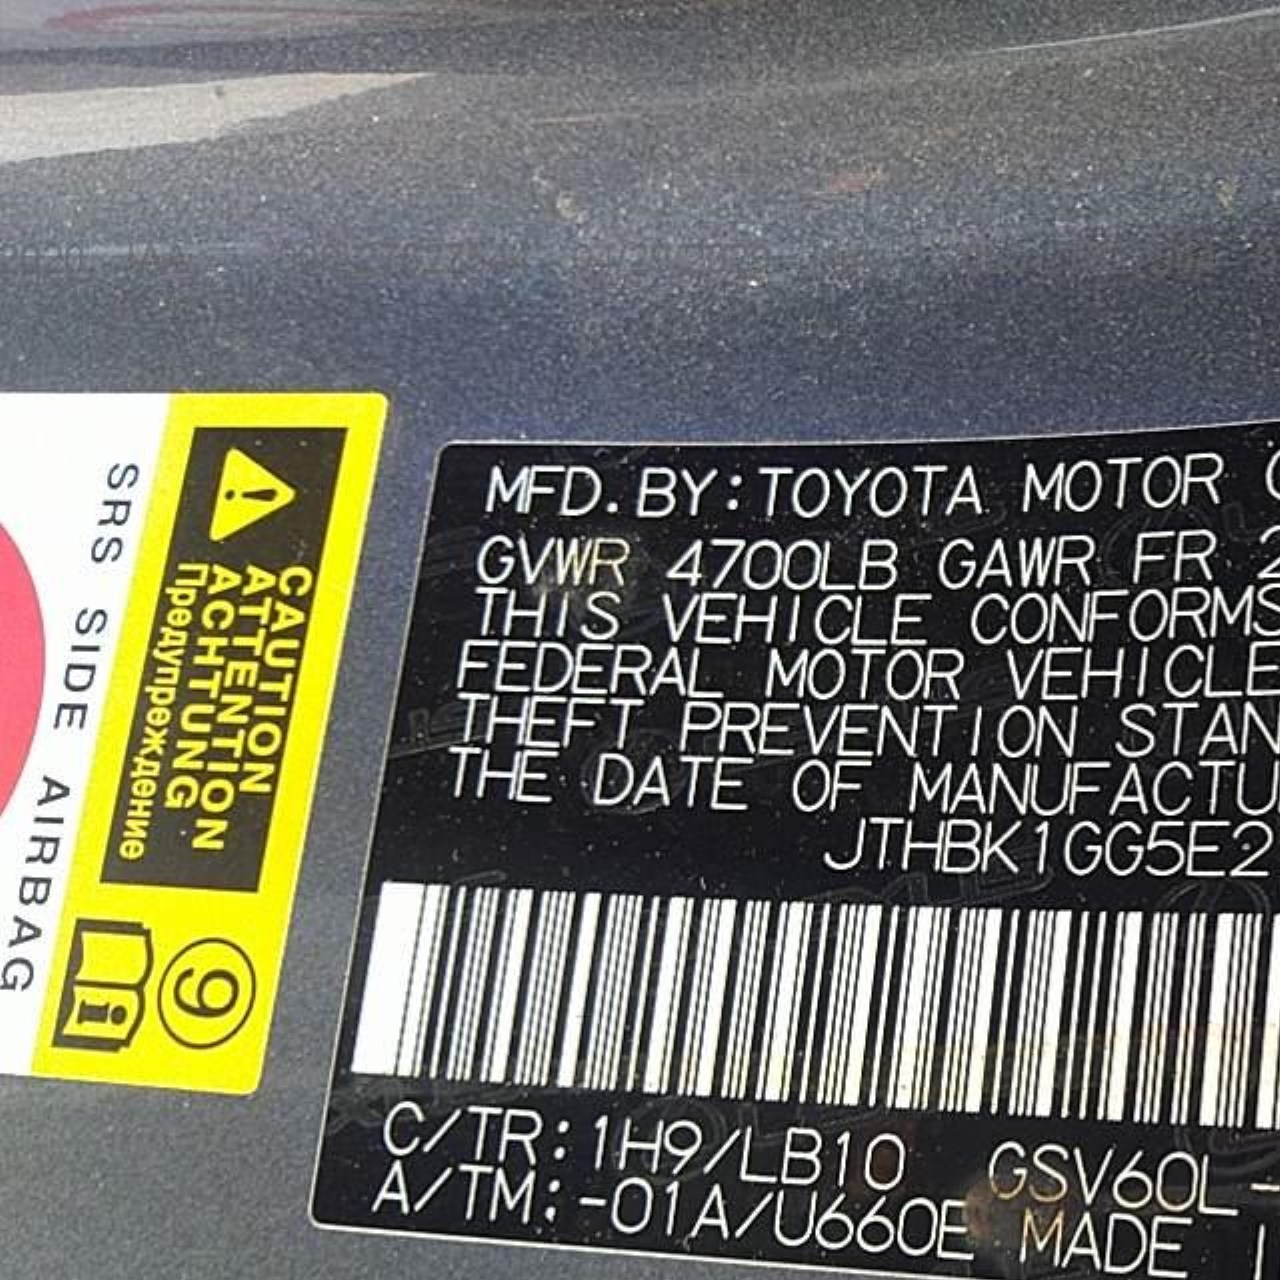 SRS SIDE AIRBAG
CAUTION
ATTENTION
ACHTUNG
Предупреждение
9
i
MFD.BY:TOYOTA MOTOR
GVWR 4700LB GAWR FR 2
THIS VEHICLE CONFORMS
FEDERAL MOTOR VEHICLE
THEFT PREVENTION STAN
THE DATE OF MANUFACTU
JTHBK1GG5E2
C/TR:1H9/LB10 GSV60L-
A/TM:-01A/U660E MADE I